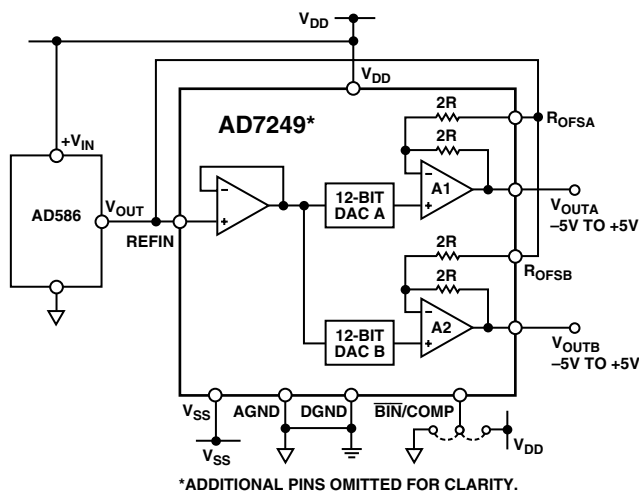 VDD
VDD
2R
ROFSA
AD7249*
2R
+VIN
A1
AD586
VOUT
12-BIT
DAC A
VOUTA
–5V TO +5V
REFIN
2R
ROFSB
2R
A2
12-BIT
DAC B
VOUTB
–5V TO +5V
VSS
AGND
DGND
BIN/COMP
VSS
VDD
*ADDITIONAL PINS OMITTED FOR CLARITY.